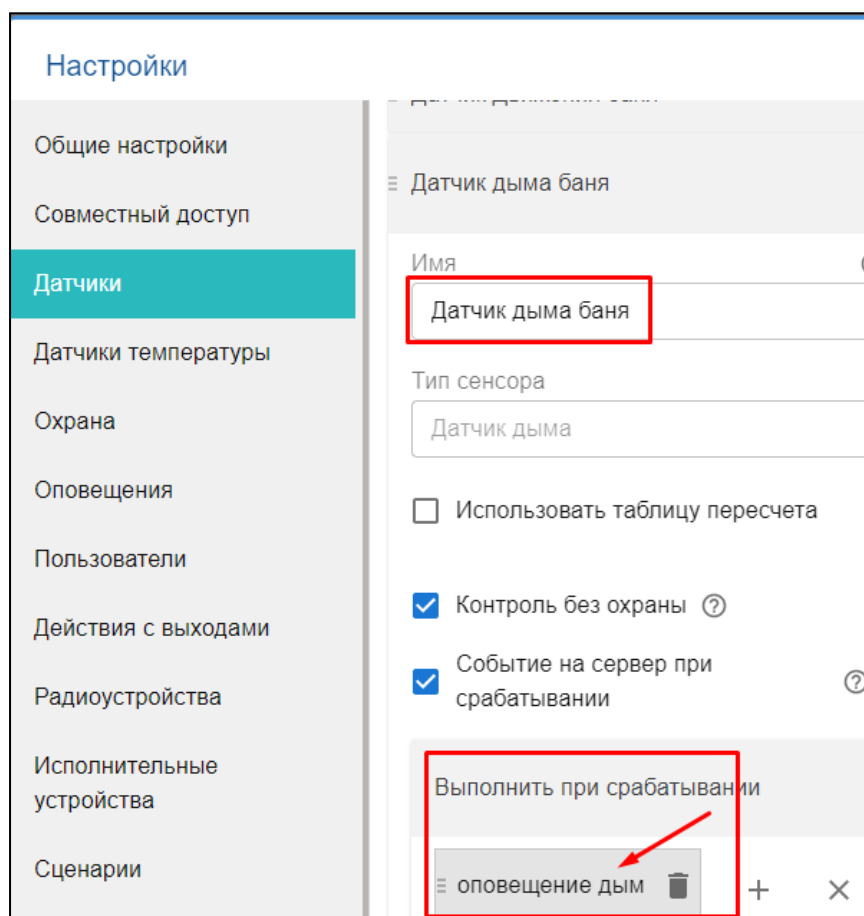 Настройки
Общие настройки
Совместный доступ
Датчики
Датчики температуры
Охрана
Оповещения
Пользователи
Действия с выходами
Радиоустройства
Исполнительные
устройства
Сценарии
Датчик дыма баня
Имя
Датчик дыма баня
Тип сенсора
Датчик дыма
Использовать таблицу пересчета
Контроль без охраны
Событие на сервер при
срабатывании
Выполнить при срабатывании
оповещение дым